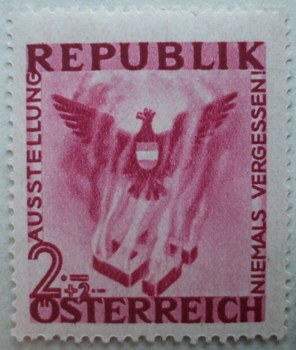 REPUBLIK
AUSSTELLUNG
NIEMALS VERGESSEN!
2.=
+2.-
ÖSTERREICH